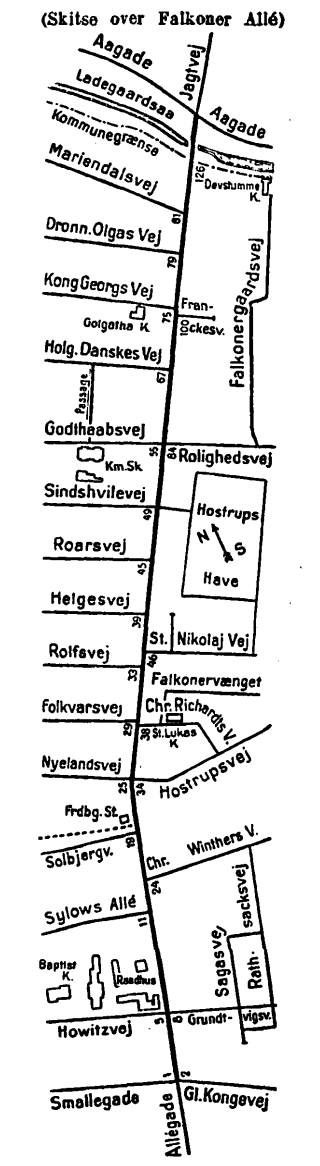 (Skitse over Falkoner Allé)
Jagtvej
Aagade
Ladegaardsaa
Aagade
Kommunegrænse
126
Døvstumme
K.
Mariendalsvej
81
Dronn. Olgas Vej
79
Falkonergaardsvej
Kong Georgs Vej
Golgatha K.
75
Fran-
100
ckesv.
Holg. Danskes Vej
67
Passage
Godthaabsvej
55
84
Rolighedsvej
Km. Sk.
Sindshvilevej
49
Hostrups
N
S
Have
Roarsvej
45
Helgesvej
39
St. Nikolaj Vej
Rolfsvej
33
46
Falkonervænget
Chr. Richardts V.
Folkvarsvej
29
38
St. Lukas
K
Nyelandsvej
25
34
Hostrupsvej
Frdbg. St.
19
Solbjergv.
Chr. Winthers V.
24
Sylows Allé
11
Sagasvej
Rath-
sacksvej
Baptist
K.
Raadhus
Howitzvej
5
8
Grundt-
vigsv.
1
2
Smallegade
Gl. Kongevej
Allégade